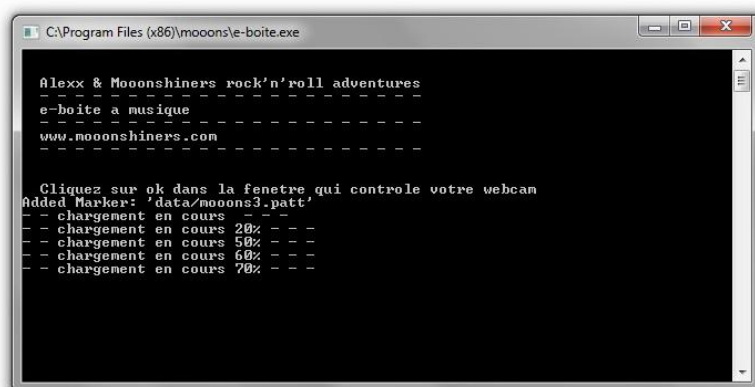 C:\Program Files (x86)\mooons\e-boite.exe
Alexx & Mooonshiners rock'n'roll adventures
- - - - - - - - - - - - - - - - - - - - - -
e-boite a musique
- - - - - - - - - - - - - - - - - - - - - -
www.mooonshiners.com
- - - - - - - - - - - - - - - - - - - - - -
Cliquez sur ok dans la fenetre qui controle votre webcam
Added Marker: 'data/mooons3.patt'
- - chargement en cours - - -
- - chargement en cours 20% - - -
- - chargement en cours 50% - - -
- - chargement en cours 60% - - -
- - chargement en cours 70% - - -